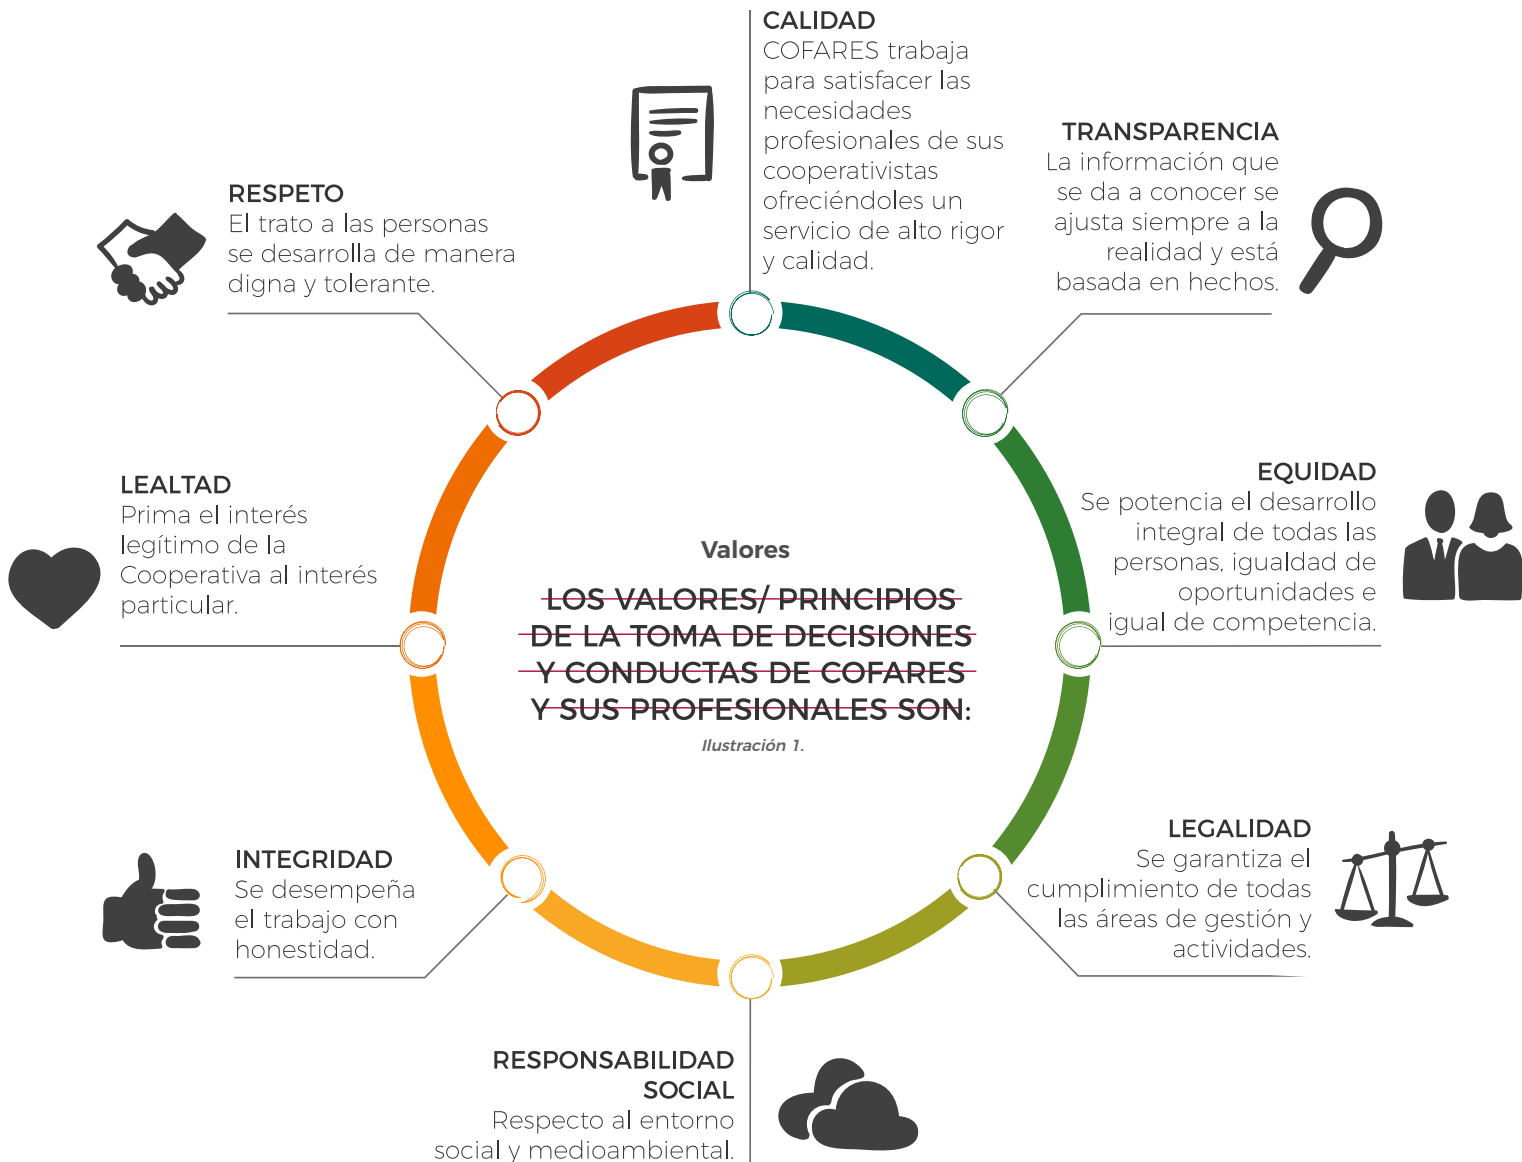 CALIDAD
COFARES trabaja
para satisfacer las
necesidades
profesionales de sus
cooperativistas
ofreciéndoles un
servicio de alto rigor
y calidad.
TRANSPARENCIA
La información que
se da a conocer se
ajusta siempre a la
realidad y está
basada en hechos.
EQUIDAD
Se potencia el desarrollo
integral de todas las
personas, igualdad de
oportunidades e
igual de competencia.
LEGALIDAD
Se garantiza el
cumplimiento de todas
las áreas de gestión y
actividades.
RESPONSABILIDAD
SOCIAL
Respecto al entorno
social y medioambiental.
INTEGRIDAD
Se desempeña
el trabajo con
honestidad.
LEALTAD
Prima el interés
legítimo de la
Cooperativa al interés
particular.
RESPETO
El trato a las personas
se desarrolla de manera
digna y tolerante.
Valores
LOS VALORES/ PRINCIPIOS
DE LA TOMA DE DECISIONES
Y CONDUCTAS DE COFARES
Y SUS PROFESIONALES SON:
Ilustración 1.